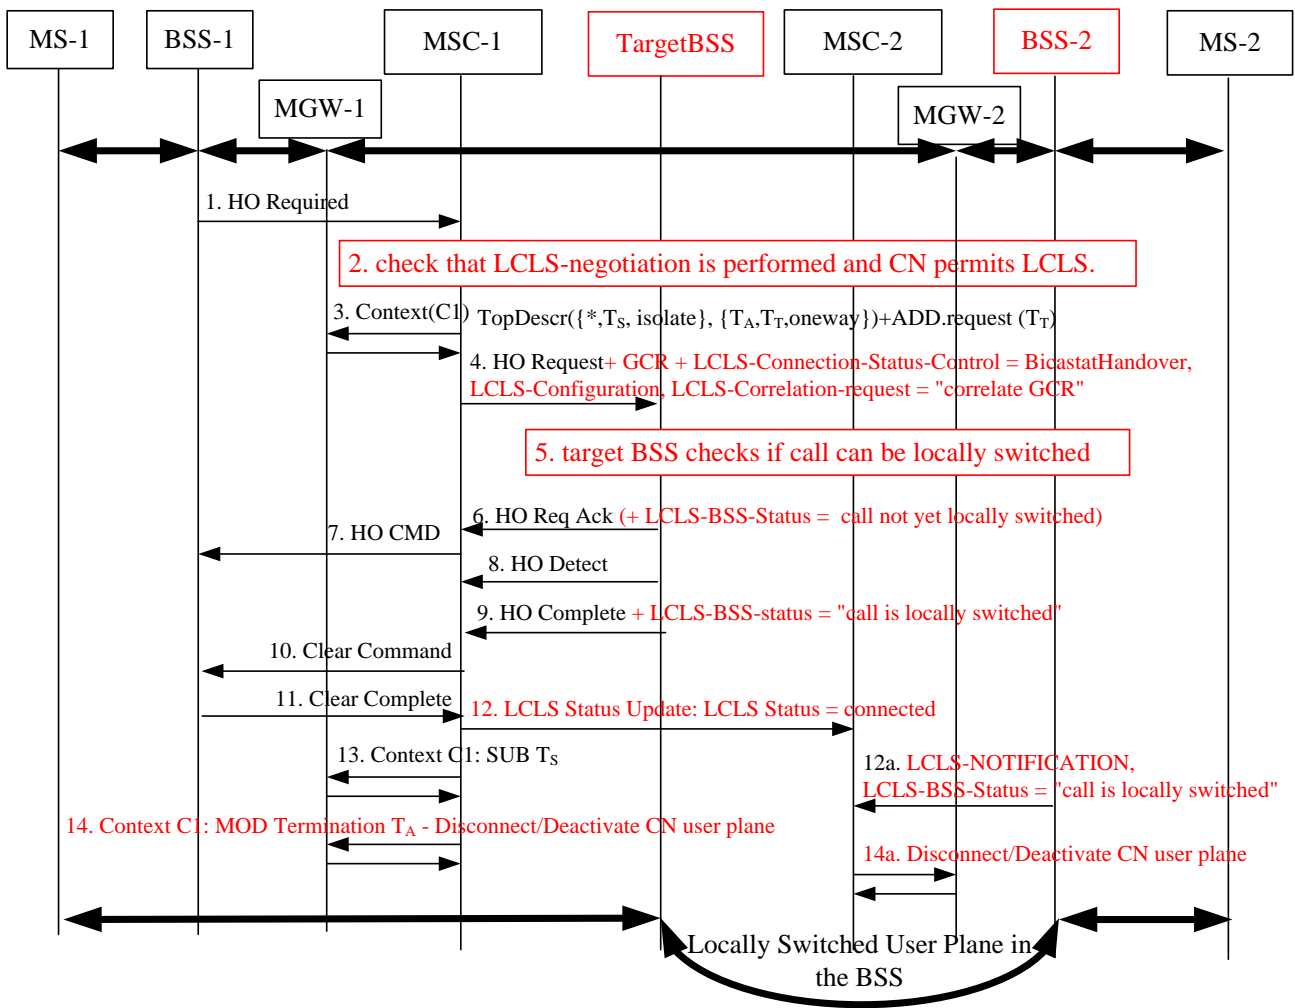 MS-1
BSS-1
MSC-1
TargetBSS
MSC-2
BSS-2
MS-2
MGW-1
MGW-2
1. HO Required
2. check that LCLS-negotiation is performed and CN permits LCLS.
3. Context(C1) TopDescr({*,TS, isolate}, {TA,TT,oneway})+ADD.request (TT)
4. HO Request+ GCR + LCLS-Connection-Status-Control = BicastatHandover,
LCLS-Configuration, LCLS-Correlation-request = "correlate GCR"
5. target BSS checks if call can be locally switched
6. HO Req Ack (+ LCLS-BSS-Status = call not yet locally switched)
7. HO CMD
8. HO Detect
9. HO Complete + LCLS-BSS-status = "call is locally switched"
10. Clear Command
11. Clear Complete
12. LCLS Status Update: LCLS Status = connected
13. Context C1: SUB TS
12a. LCLS-NOTIFICATION,
LCLS-BSS-Status = "call is locally switched"
14. Context C1: MOD Termination TA - Disconnect/Deactivate CN user plane
14a. Disconnect/Deactivate CN user plane
Locally Switched User Plane in
the BSS